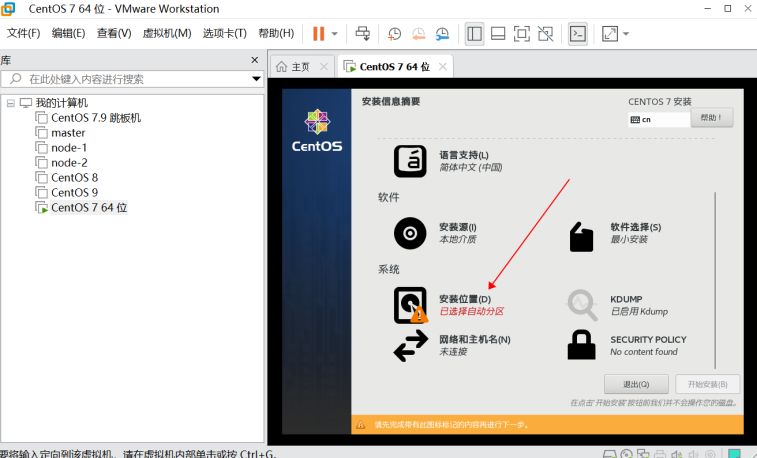 CentOS 7 64 位 - VMware Workstation
文件(F) 编辑(E) 查看(V) 虚拟机(M) 选项卡(T) 帮助(H)
库
在此处键入内容进行搜索
我的计算机
CentOS 7.9 跳板机
master
node-1
node-2
CentOS 8
CentOS 9
CentOS 7 64 位
主页
CentOS 7 64 位
CentOS
安装信息摘要
CENTOS 7 安装
cn
帮助！
语言支持(L)
简体中文 (中国)
软件
安装源(I)
本地介质
软件选择(S)
最小安装
系统
安装位置(D)
已选择自动分区
KDUMP
已启用 Kdump
网络和主机名(N)
未连接
SECURITY POLICY
No content found
退出(Q)
开始安装(B)
在点击"开始安装"按钮前我们并不会操作您的磁盘。
请先完成带有此图标标记的内容再进行下一步。
要将输入定向到该虚拟机，请在虚拟机内部单击或按 Ctrl+G。